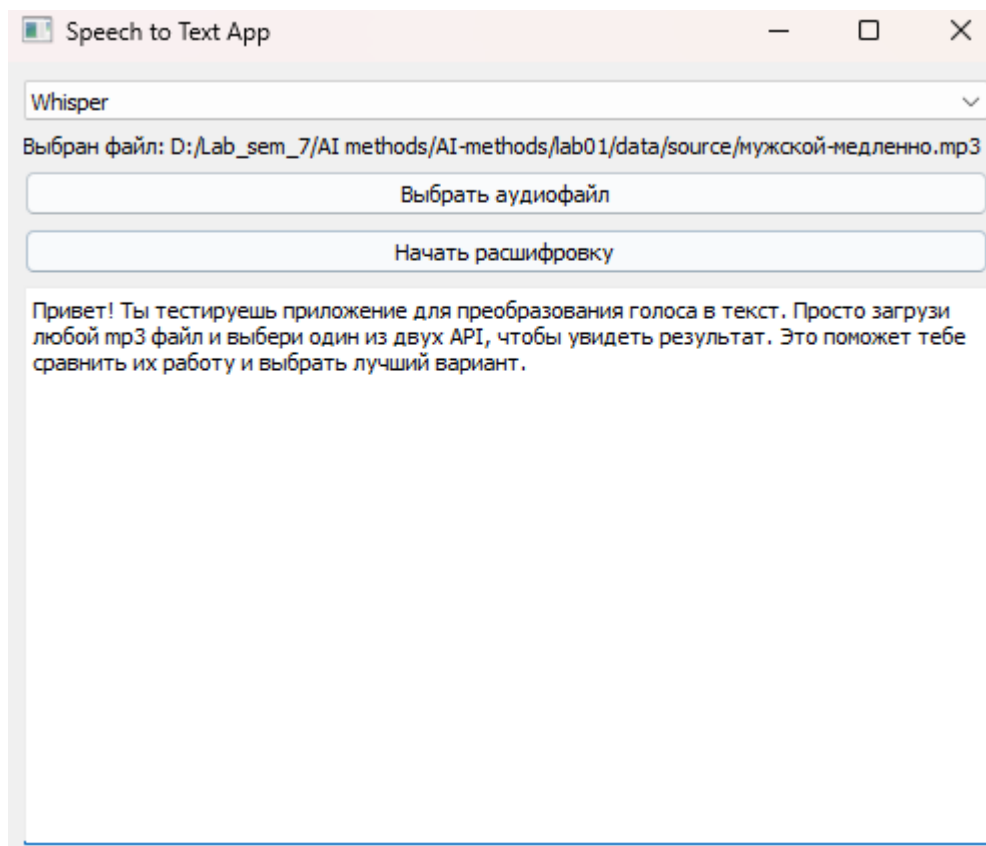 Speech to Text App
Whisper
Выбран файл: D:/Lab_sem_7/AI methods/AI-methods/lab01/data/source/мужской-медленно.mp3
Выбрать аудиофайл
Начать расшифровку
Привет! Ты тестируешь приложение для преобразования голоса в текст. Просто загрузи
любой mp3 файл и выбери один из двух API, чтобы увидеть результат. Это поможет тебе
сравнить их работу и выбрать лучший вариант.